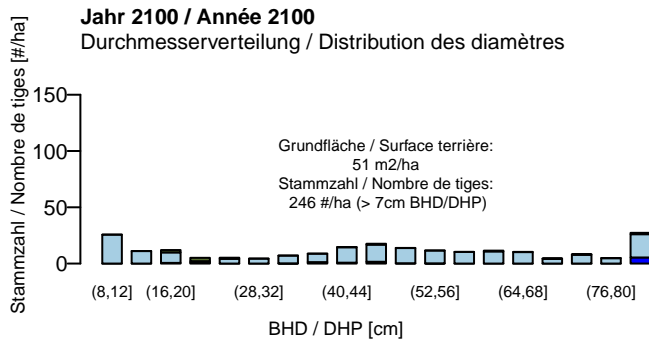 Jahr 2100 / Année 2100
Durchmesserverteilung / Distribution des diamètres
Stammzahl / Nombre de tiges [#/ha]
150
100
50
0
Grundfläche / Surface terrière:
51 m2/ha
Stammzahl / Nombre de tiges:
246 #/ha (> 7cm BHD/DHP)
(8,12] (16,20] (28,32] (40,44] (52,56] (64,68] (76,80]
BHD / DHP [cm]